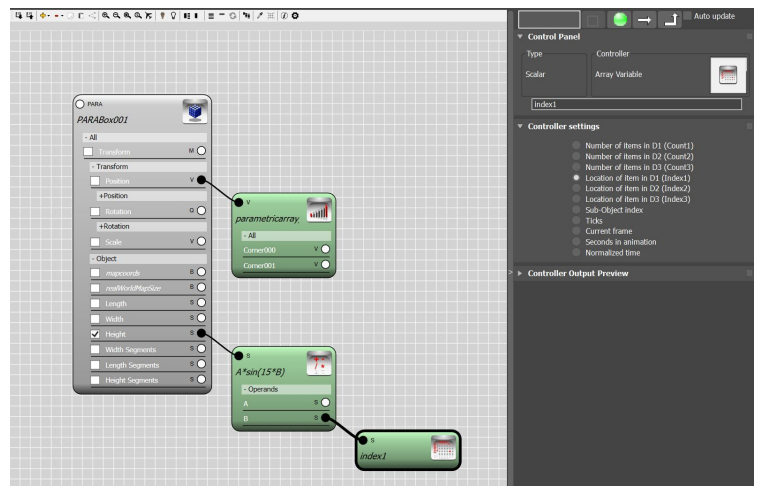 Auto update
Control Panel
Type
Controller
Scalar
Array Variable
index1
Controller settings
Number of items in D1 (Count1)
Number of items in D2 (Count2)
Number of items in D3 (Count3)
Location of item in D1 (Index1)
Location of item in D2 (Index2)
Location of item in D3 (Index3)
Sub-Object index
Ticks
Current frame
Seconds in animation
Normalized time
> Controller Output Preview
PARA
PARABox001
- All
Transform M
- Transform
Position V
+Position
Rotation Q
+Rotation
Scale V
- Object
mapcoords B
realWorldMapSize B
Length S
Width S
Height S
Width Segments S
Length Segments S
Height Segments S
V
parametricarray_
- All
Corner000 V
Corner001 V
S
A*sin(15*B)
- Operands
A S
B S
S
index1